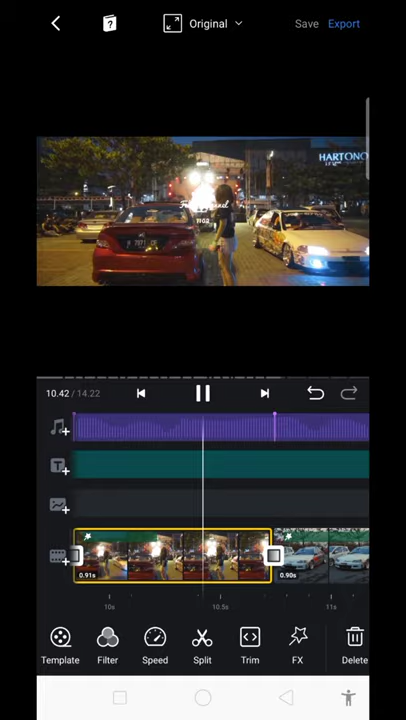 Original
Save
Export
HARTONO
10.42 / 14.22
T
0.91s
0.90s
10s
10.5s
11s
Template
Filter
Speed
Split
Trim
FX
Delete